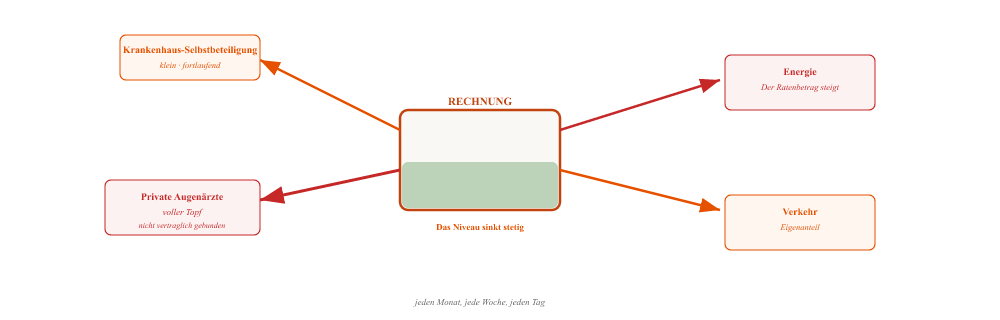 Krankenhaus-Selbstbeteiligung
klein · fortlaufend
Energie
Der Ratenbetrag steigt
RECHNUNG
Private Augenärzte
voller Topf
nicht vertraglich gebunden
Verkehr
Eigenanteil
Das Niveau sinkt stetig
jeden Monat, jede Woche, jeden Tag